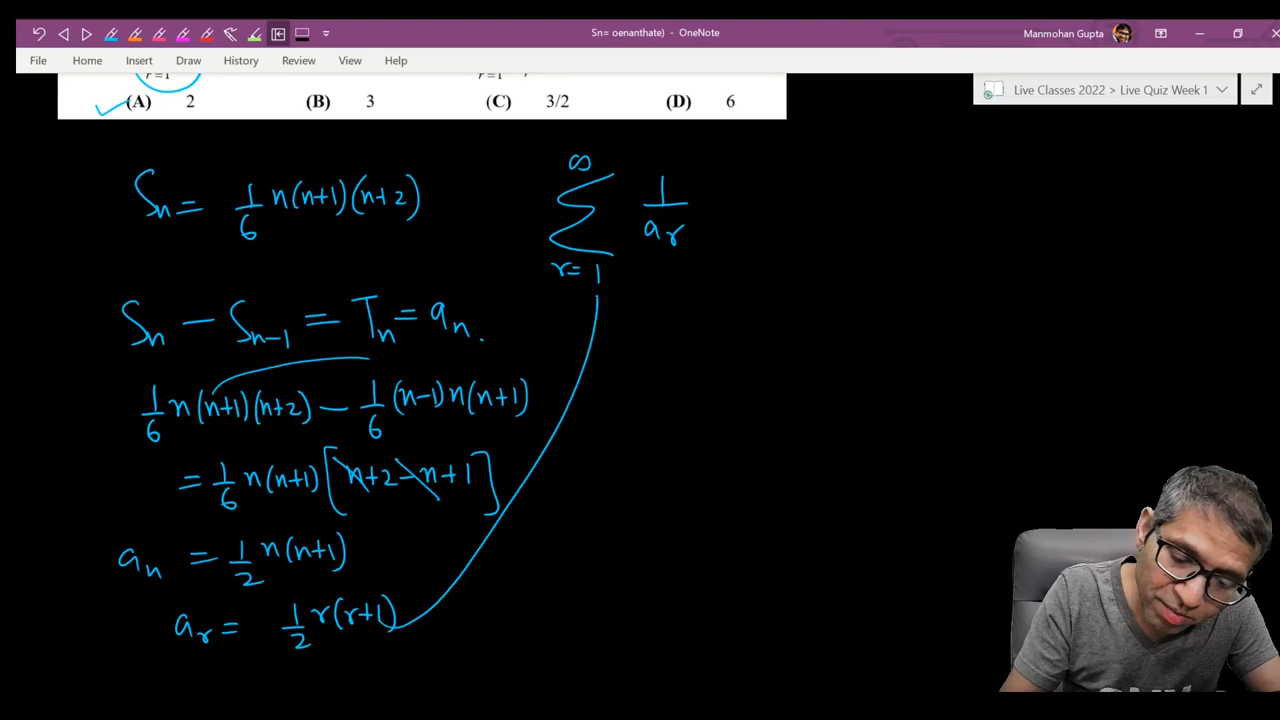 Sn= oenanthate) - OneNote
Manmohan Gupta
File Home Insert Draw History Review View Help
Live Classes 2022 > Live Quiz Week 1
r=1 r=1
(A) 2 (B) 3 (C) 3/2 (D) 6
Sn = 1/6 n(n+1)(n+2)
∞
∑ 1/ar
r=1
Sn − Sn−1 = Tn = an.
1/6 n(n+1)(n+2) − 1/6 (n−1)n(n+1)
= 1/6 n(n+1)[n+2−n+1]
an = 1/2 n(n+1)
ar = 1/2 r(r+1)